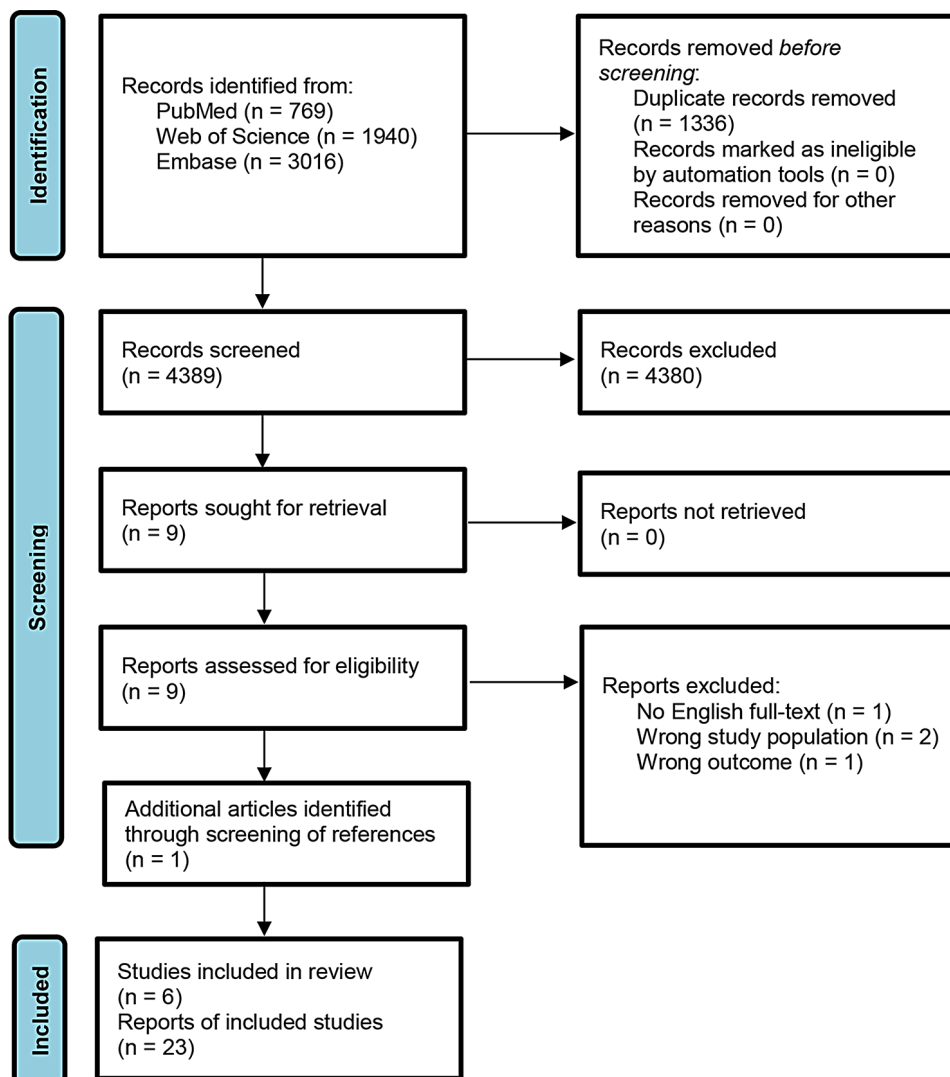 Identification
Records identified from:
PubMed (n = 769)
Web of Science (n = 1940)
Embase (n = 3016)
Records removed before
screening:
Duplicate records removed
(n = 1336)
Records marked as ineligible
by automation tools (n = 0)
Records removed for other
reasons (n = 0)
Screening
Records screened
(n = 4389)
Records excluded
(n = 4380)
Reports sought for retrieval
(n = 9)
Reports not retrieved
(n = 0)
Reports assessed for eligibility
(n = 9)
Reports excluded:
No English full-text (n = 1)
Wrong study population (n = 2)
Wrong outcome (n = 1)
Additional articles identified
through screening of references
(n = 1)
Included
Studies included in review
(n = 6)
Reports of included studies
(n = 23)